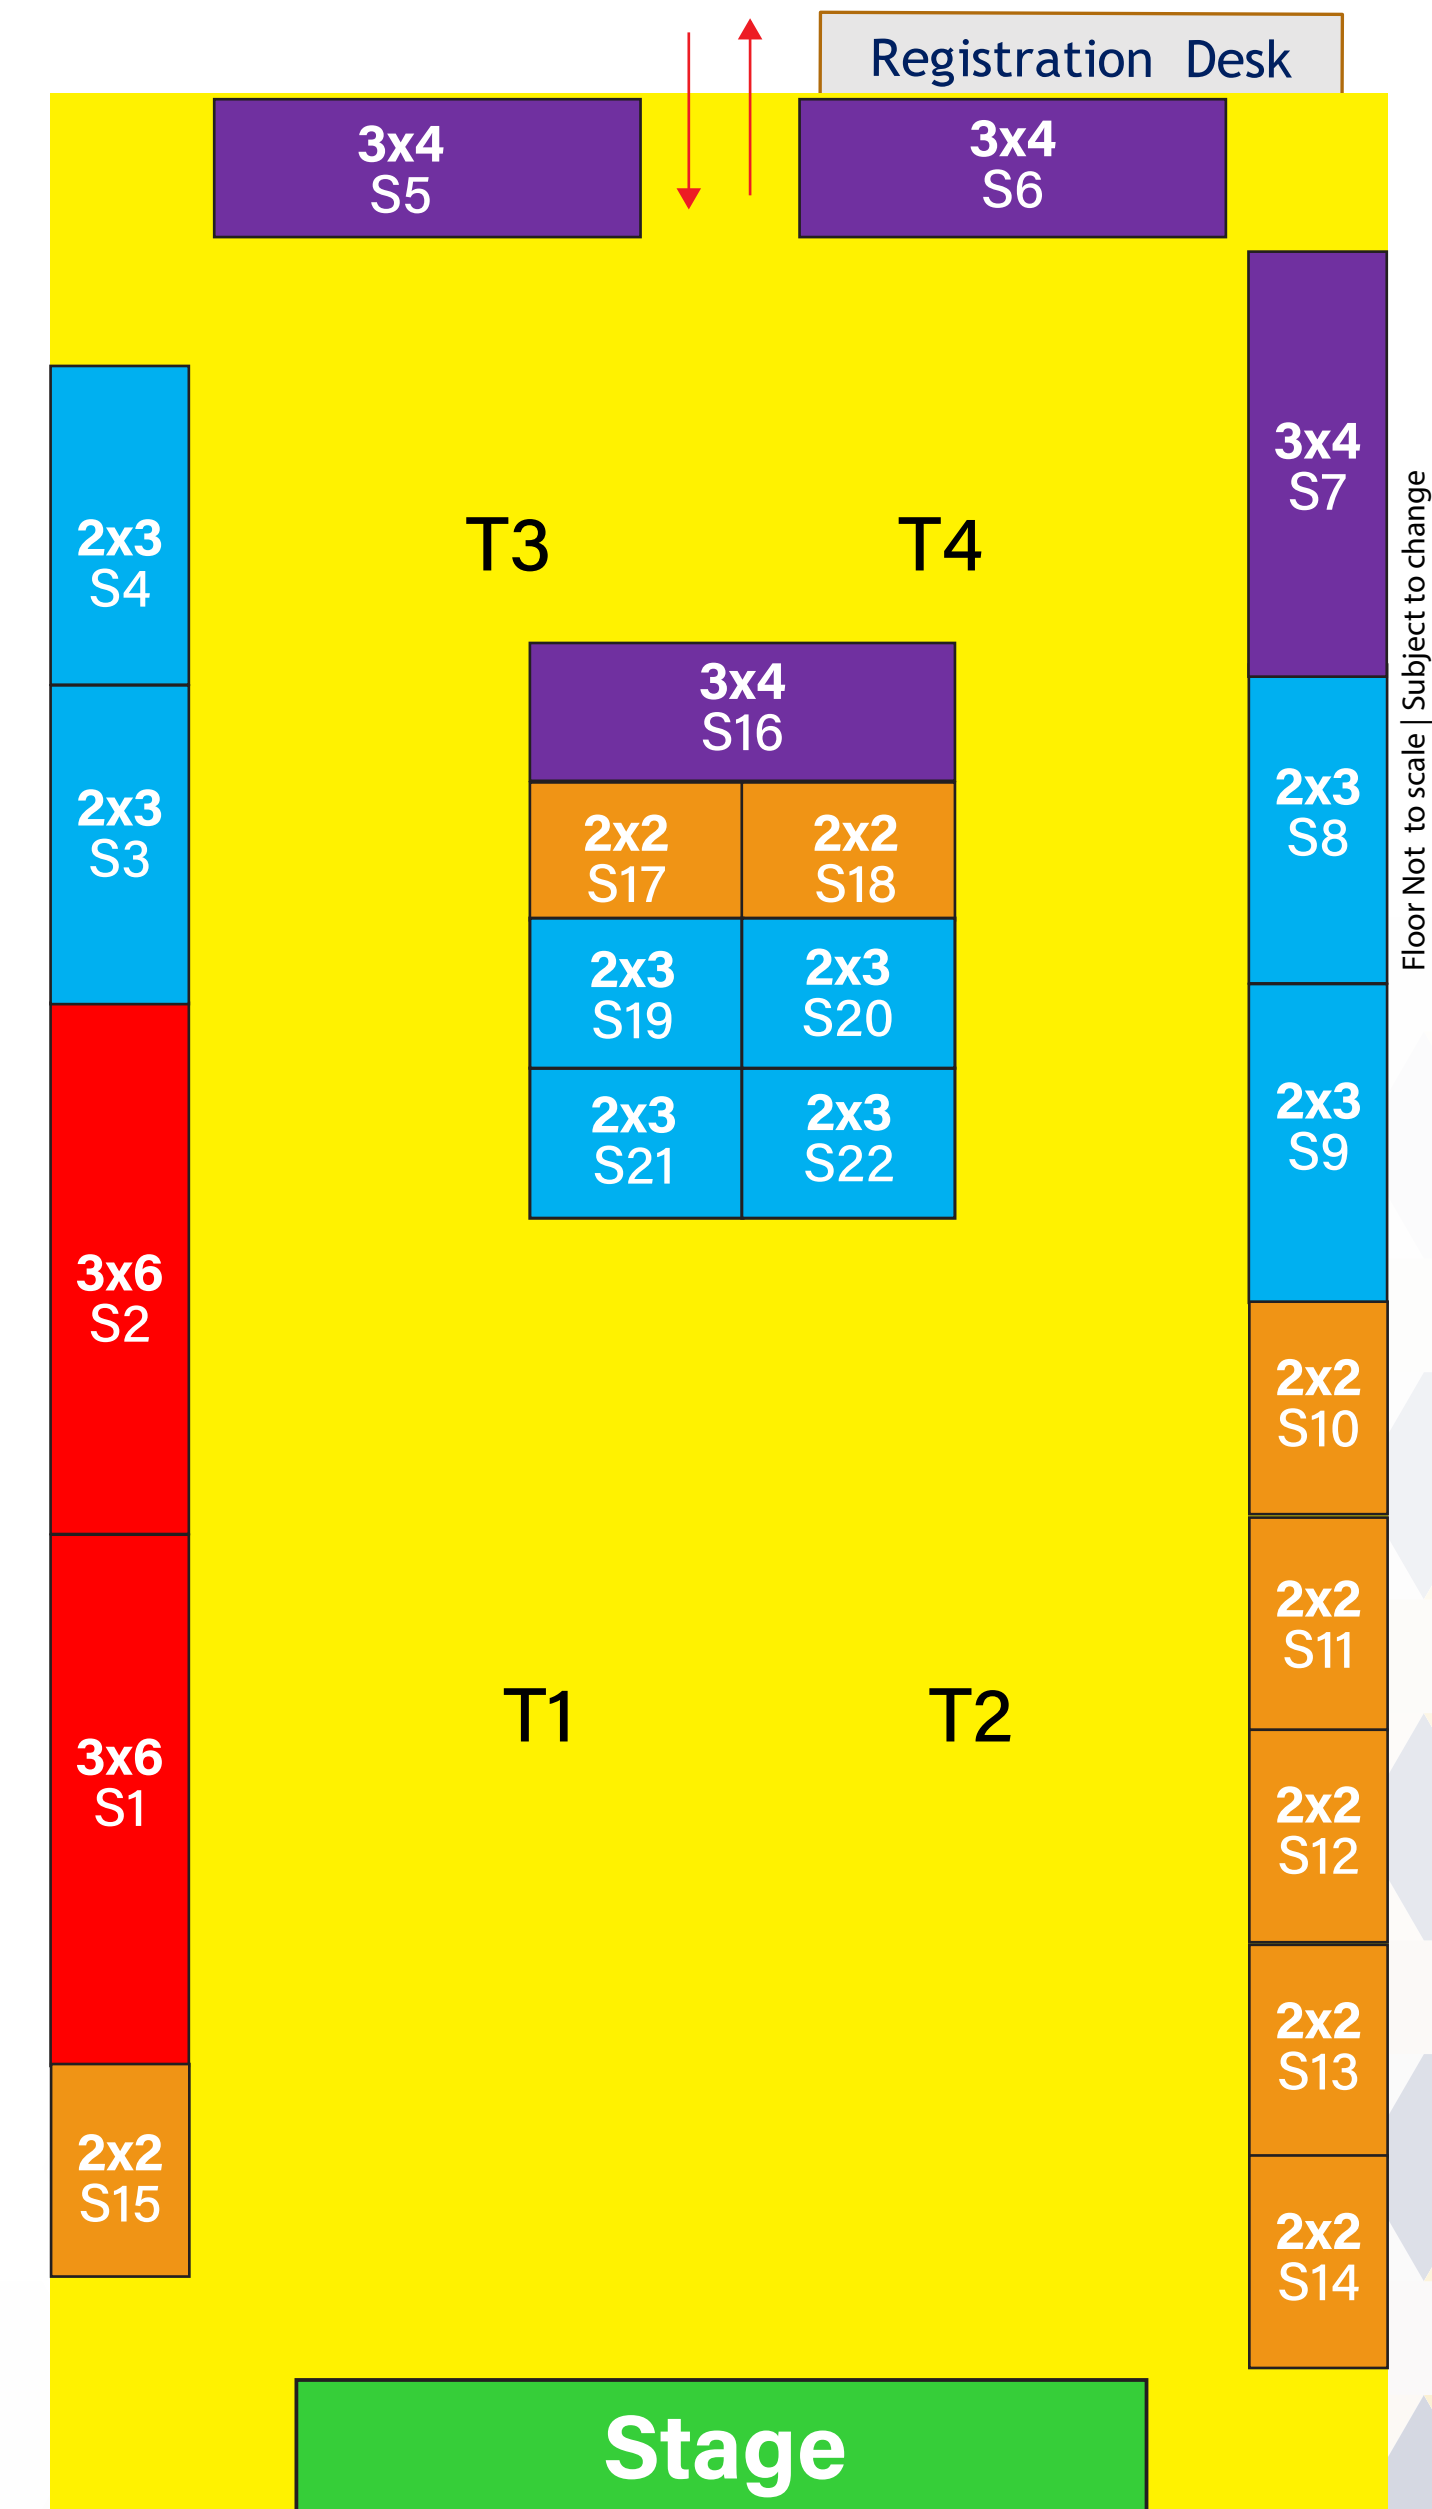 Registration Desk
3x4
S5
3x4
S6
3x4
S7
2x3
S4
T3
T4
3x4
S16
2x3
S3
2x3
S8
2x2
S17
2x2
S18
2x3
S19
2x3
S20
2x3
S21
2x3
S22
2x3
S9
Floor Not to scale | Subject to change
3x6
S2
2x2
S10
2x2
S11
T1
T2
3x6
S1
2x2
S12
2x2
S13
2x2
S15
2x2
S14
Stage